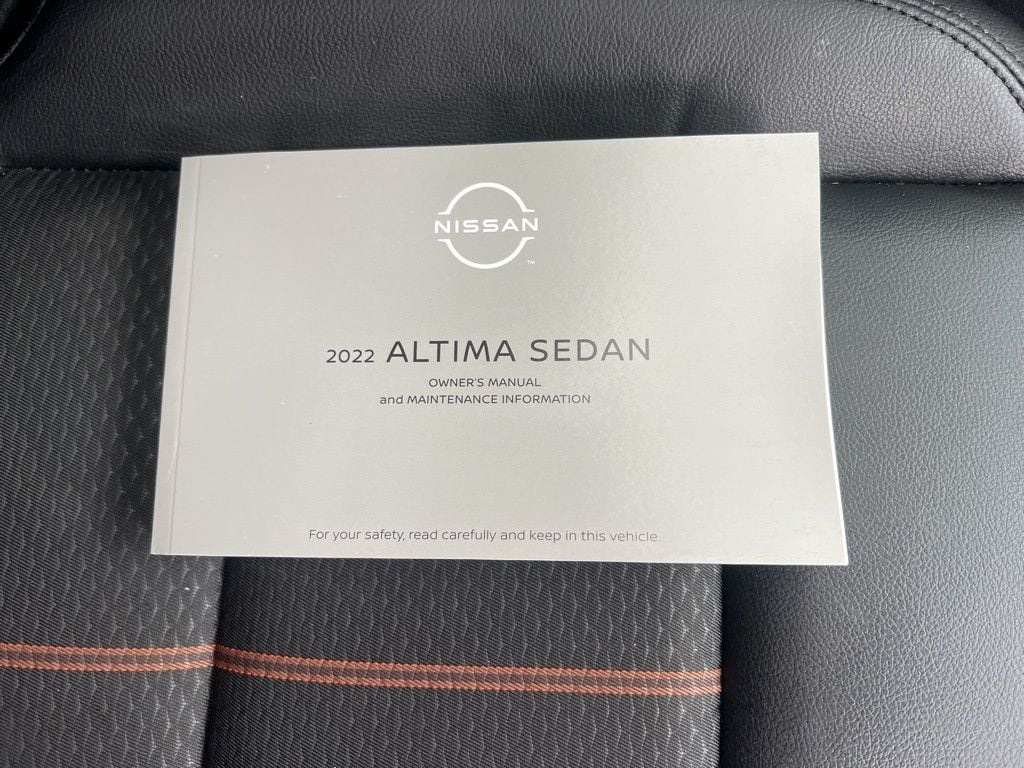 NISSAN
™
2022 ALTIMA SEDAN
OWNER'S MANUAL
and MAINTENANCE INFORMATION
For your safety, read carefully and keep in this vehicle.